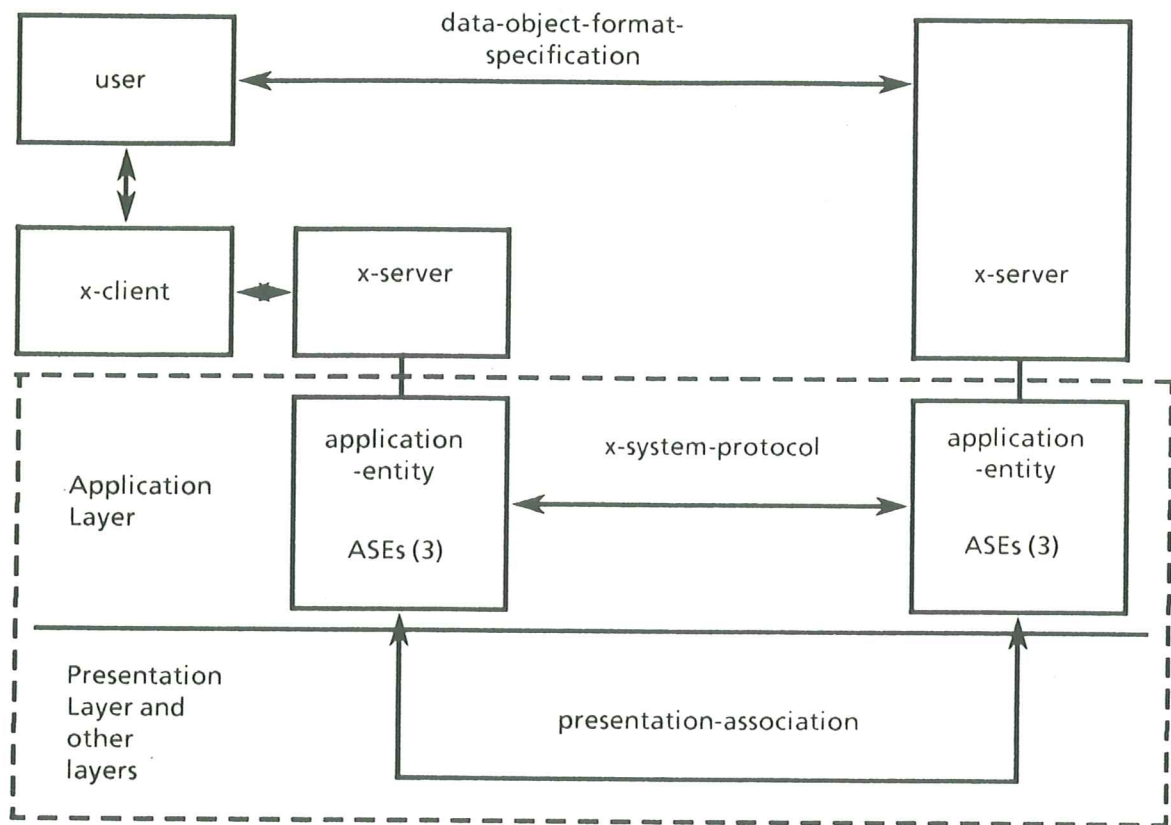 data-object-format-
specification
user
x-client
x-server
x-server
Application
Layer
application
-entity
ASEs (3)
x-system-protocol
application
-entity
ASEs (3)
Presentation
Layer and
other
layers
presentation-association